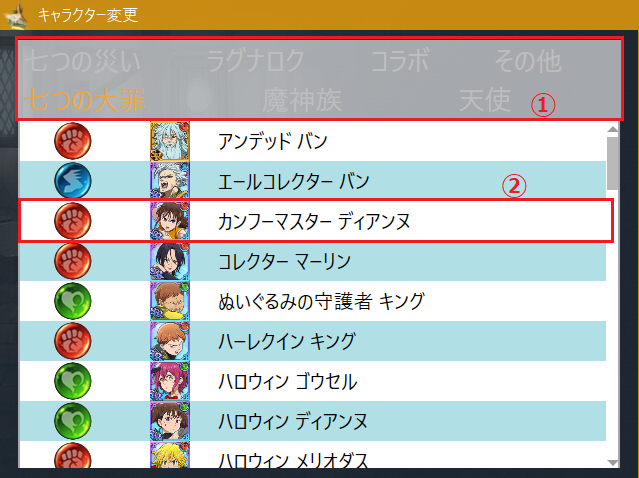 キャラクター変更
七つの災い ラグナロク コラボ その他
七つの大罪 魔神族 天使 ①
アンデッド バン
エールコレクター バン ②
カンフーマスター ディアンヌ
コレクター マーリン
ぬいぐるみの守護者 キング
ハーレクイン キング
ハロウィン ゴウセル
ハロウィン ディアンヌ
ハロウィン メリオダス